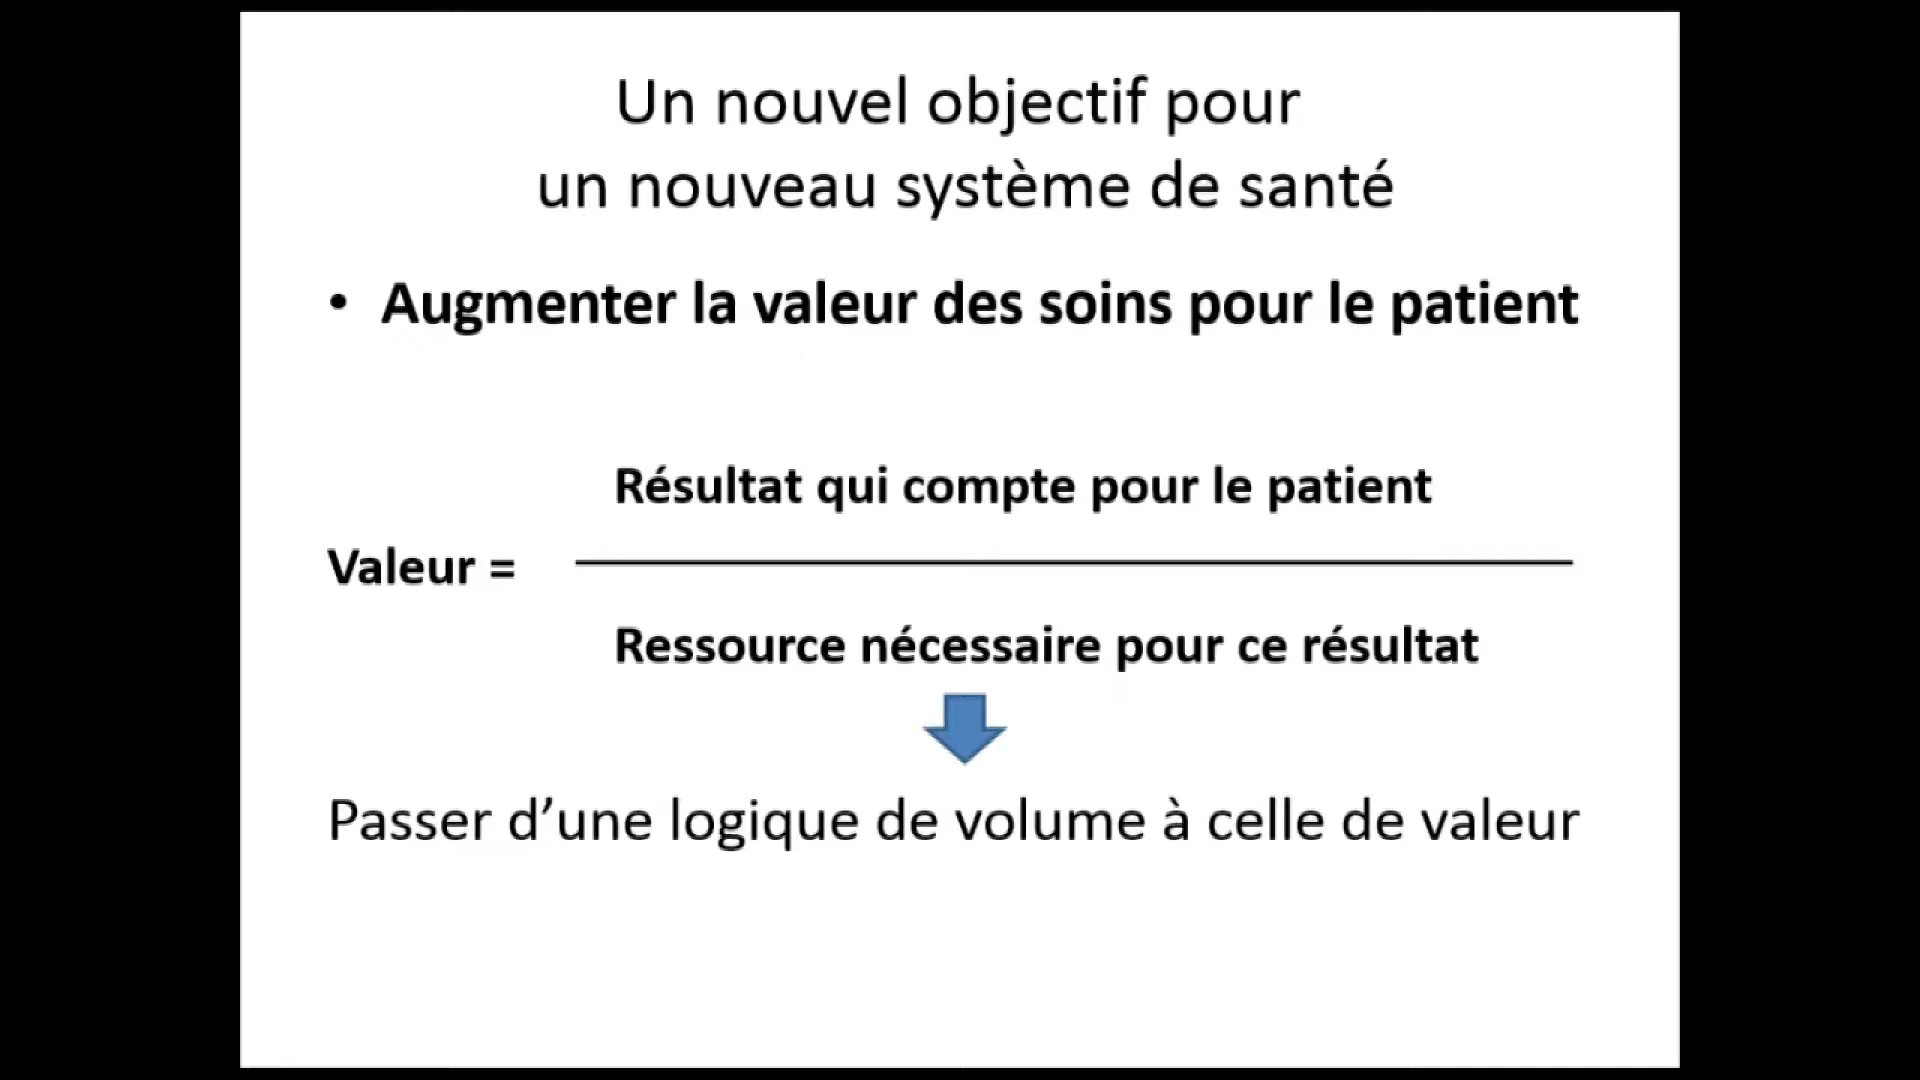 Un nouvel objectif pour
un nouveau système de santé
• Augmenter la valeur des soins pour le patient
Résultat qui compte pour le patient
Valeur =
Ressource nécessaire pour ce résultat
Passer d’une logique de volume à celle de valeur